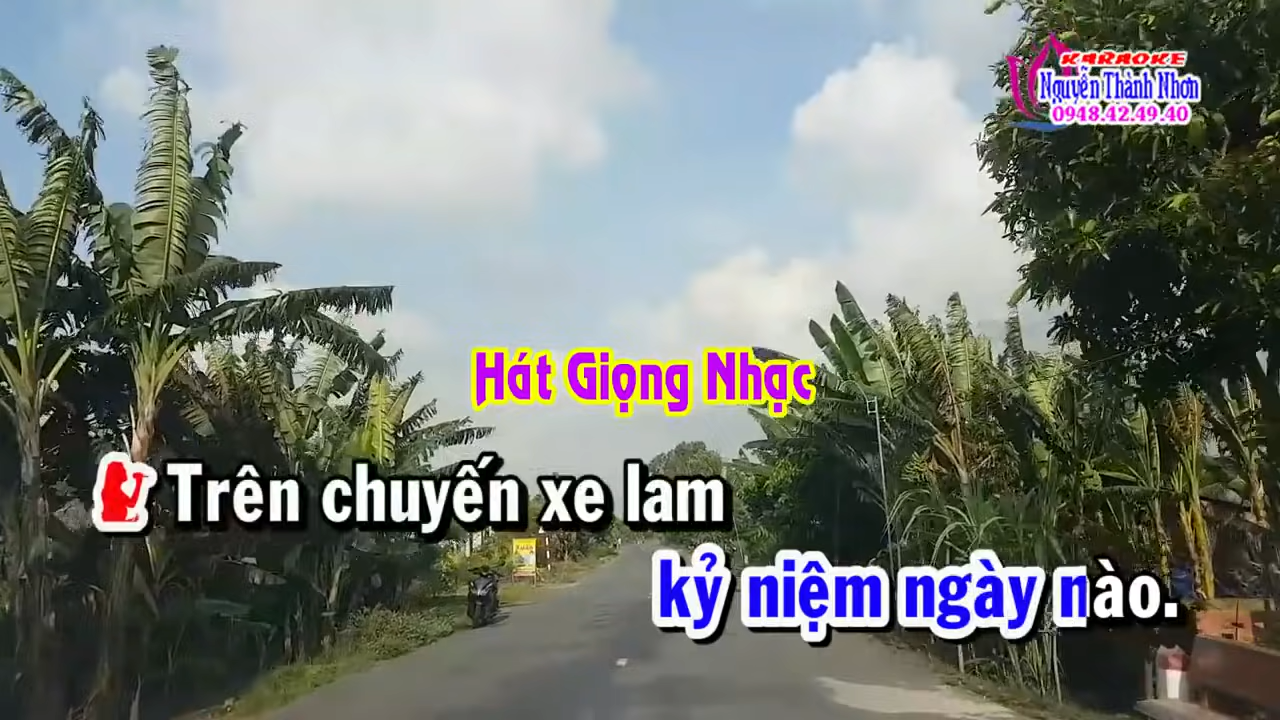 KARAOKE
Nguyễn Thành Nhơn
0948.42.49.40
Hát Giọng Nhạc
Trên chuyến xe lam
kỷ niệm ngày nào.